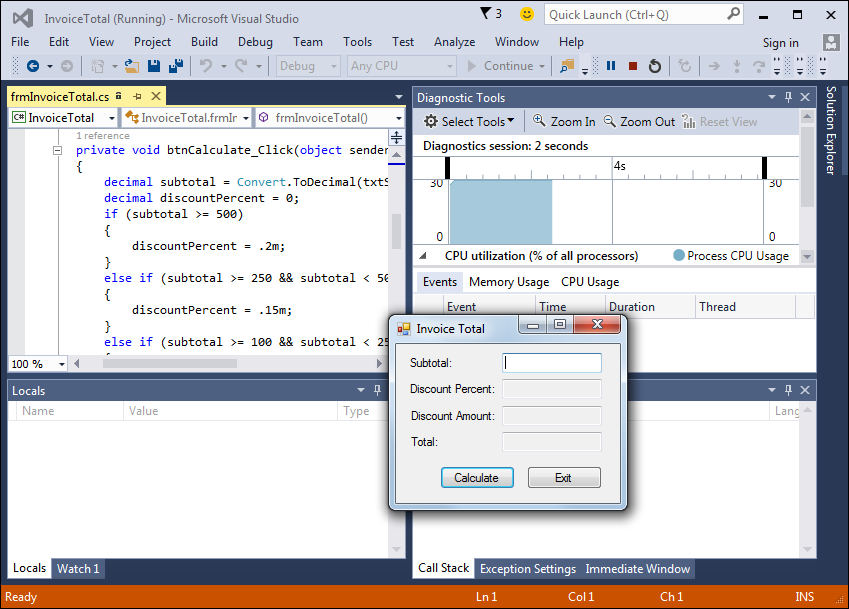 InvoiceTotal (Running) - Microsoft Visual Studio
3
Quick Launch (Ctrl+Q)
File Edit View Project Build Debug Team Tools Test Analyze Window Help Sign in
Debug Any CPU Continue
frmInvoiceTotal.cs
C# InvoiceTotal InvoiceTotal.frmIr frmInvoiceTotal()
1 reference
private void btnCalculate_Click(object sender
{
decimal subtotal = Convert.ToDecimal(txtS
decimal discountPercent = 0;
if (subtotal >= 500)
{
discountPercent = .2m;
}
else if (subtotal >= 250 && subtotal < 50
{
discountPercent = .15m;
}
else if (subtotal >= 100 && subtotal < 25
100 %
Diagnostic Tools
Select Tools Zoom In Zoom Out Reset View
Diagnostics session: 2 seconds
4s
30 30
0 0
CPU utilization (% of all processors) Process CPU Usage
Events Memory Usage CPU Usage
Event Time Duration Thread
Solution Explorer
Invoice Total
Subtotal:
Discount Percent:
Discount Amount:
Total:
Calculate Exit
Locals
Name Value Type
Lang
Locals Watch 1
Call Stack Exception Settings Immediate Window
Ready Ln 1 Col 1 Ch 1 INS